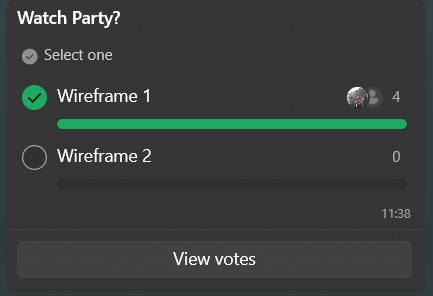 Watch Party?
Select one
Wireframe 1 4
Wireframe 2 0
11:38
View votes